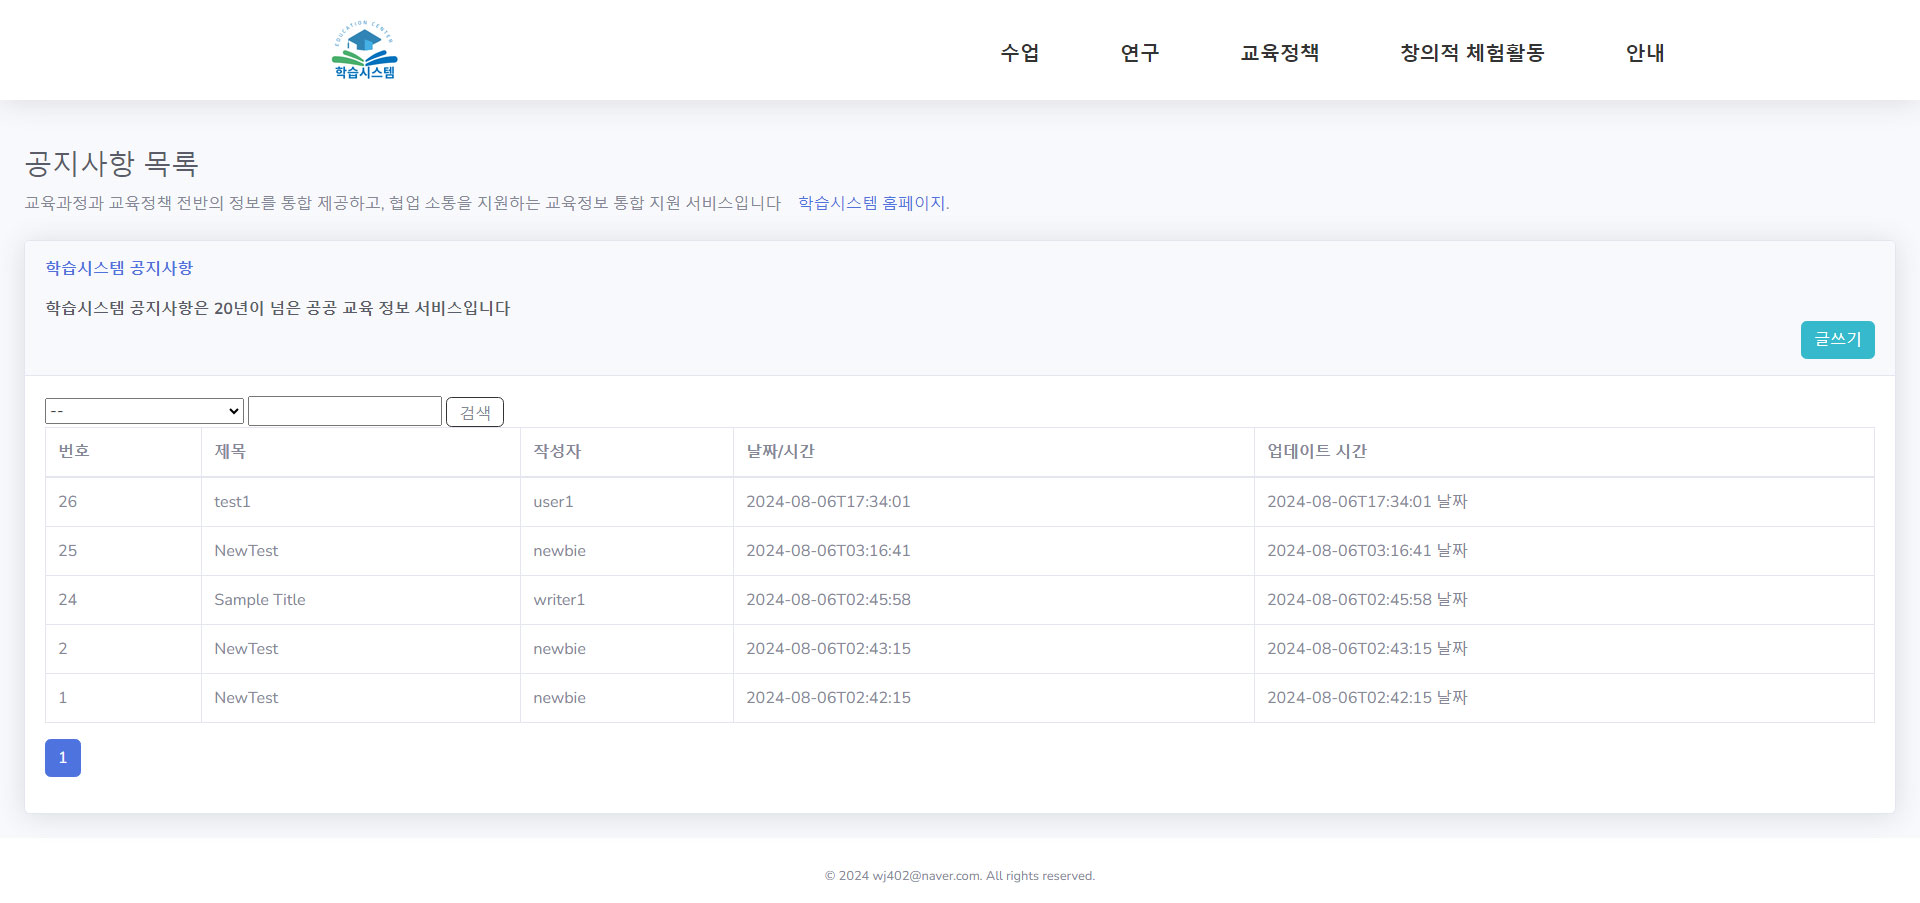 EDUCATION CENTER
학습시스템
수업 연구 교육정책 창의적 체험활동 안내
공지사항 목록
교육과정과 교육정책 전반의 정보를 통합 제공하고, 협업 소통을 지원하는 교육정보 통합 지원 서비스입니다 학습시스템 홈페이지.
학습시스템 공지사항
학습시스템 공지사항은 20년이 넘은 공공 교육 정보 서비스입니다
글쓰기
-- 검색
번호 제목 작성자 날짜/시간 업데이트 시간
26 test1 user1 2024-08-06T17:34:01 2024-08-06T17:34:01 날짜
25 NewTest newbie 2024-08-06T03:16:41 2024-08-06T03:16:41 날짜
24 Sample Title writer1 2024-08-06T02:45:58 2024-08-06T02:45:58 날짜
2 NewTest newbie 2024-08-06T02:43:15 2024-08-06T02:43:15 날짜
1 NewTest newbie 2024-08-06T02:42:15 2024-08-06T02:42:15 날짜
1
© 2024 wj402@naver.com. All rights reserved.